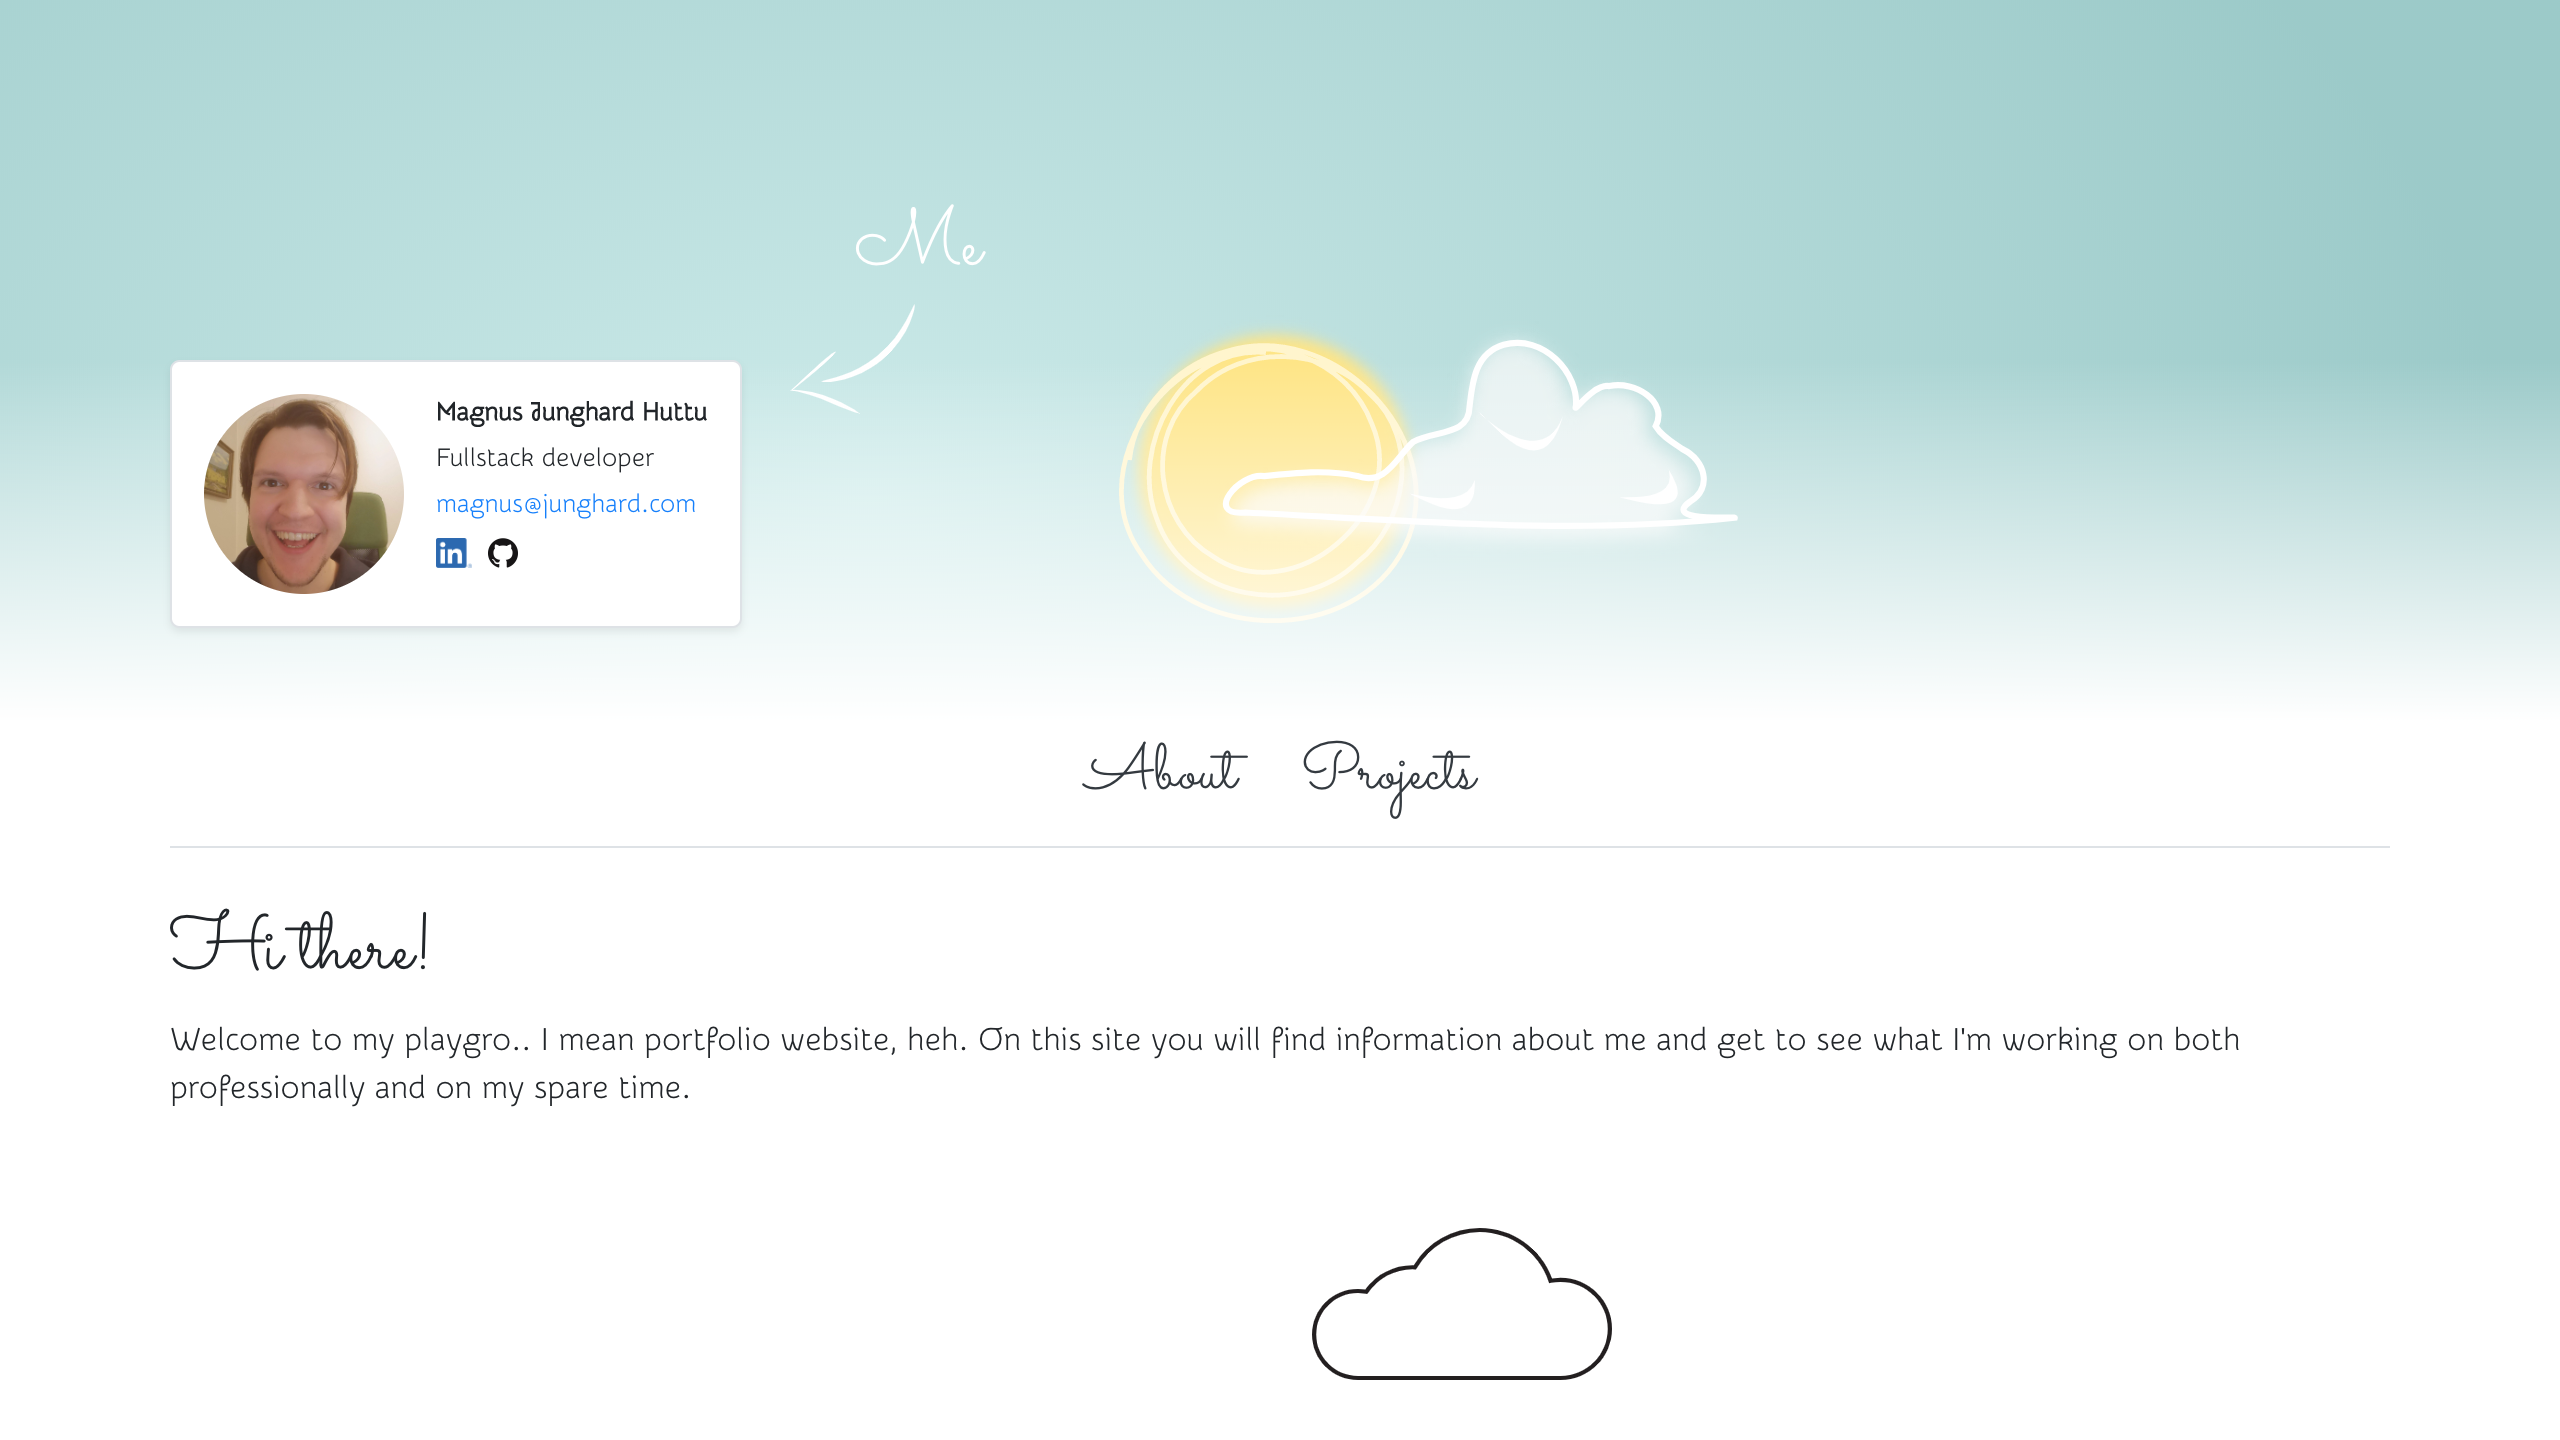 Me
Magnus Junghard Huttu
Fullstack developer
magnus@junghard.com
in
About Projects
Hi there!
Welcome to my playgro.. I mean portfolio website, heh. On this site you will find information about me and get to see what I'm working on both
professionally and on my spare time.